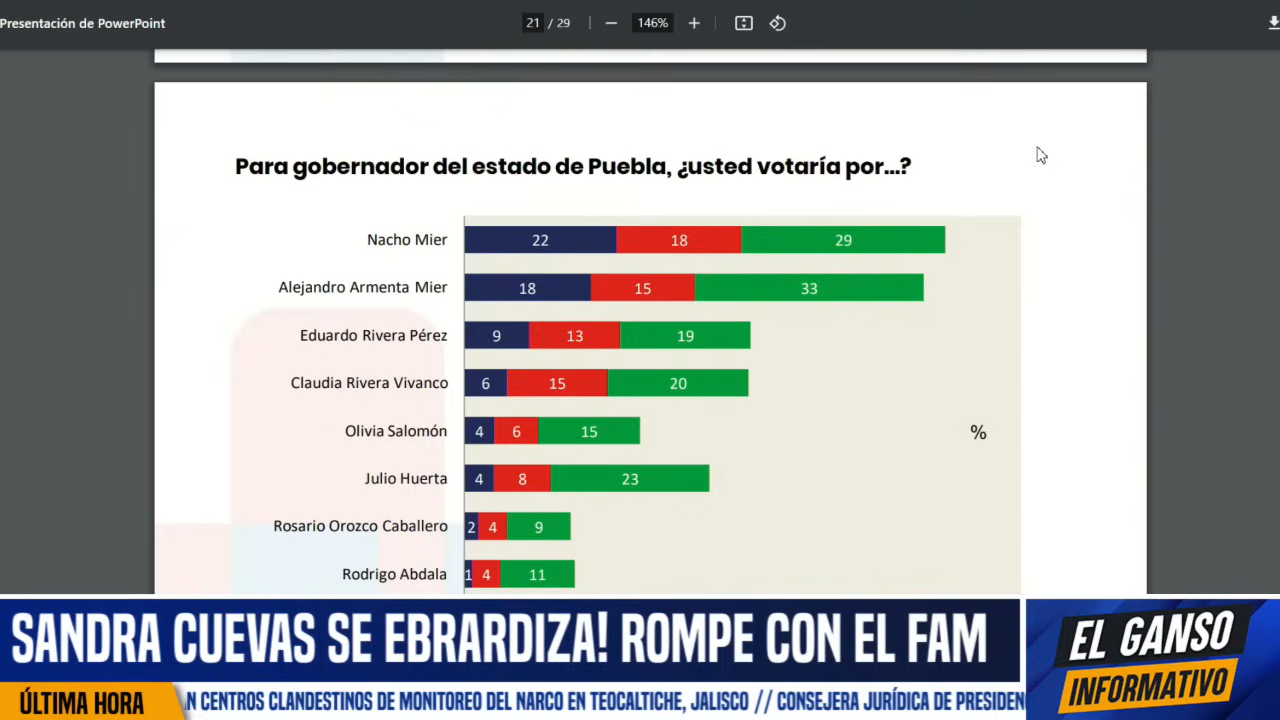 Presentación de PowerPoint
21 / 29
146%
Para gobernador del estado de Puebla, ¿usted votaría por...?
Nacho Mier 22 18 29
Alejandro Armenta Mier 18 15 33
Eduardo Rivera Pérez 9 13 19
Claudia Rivera Vivanco 6 15 20
Olivia Salomón 4 6 15
%
Julio Huerta 4 8 23
Rosario Orozco Caballero 2 4 9
Rodrigo Abdala 1 4 11
SANDRA CUEVAS SE EBRARDIZA! ROMPE CON EL FAM
EL GANSO
INFORMATIVO
ÚLTIMA HORA
N CENTROS CLANDESTINOS DE MONITOREO DEL NARCO EN TEOCALTICHE, JALISCO // CONSEJERA JURÍDICA DE PRESIDEN